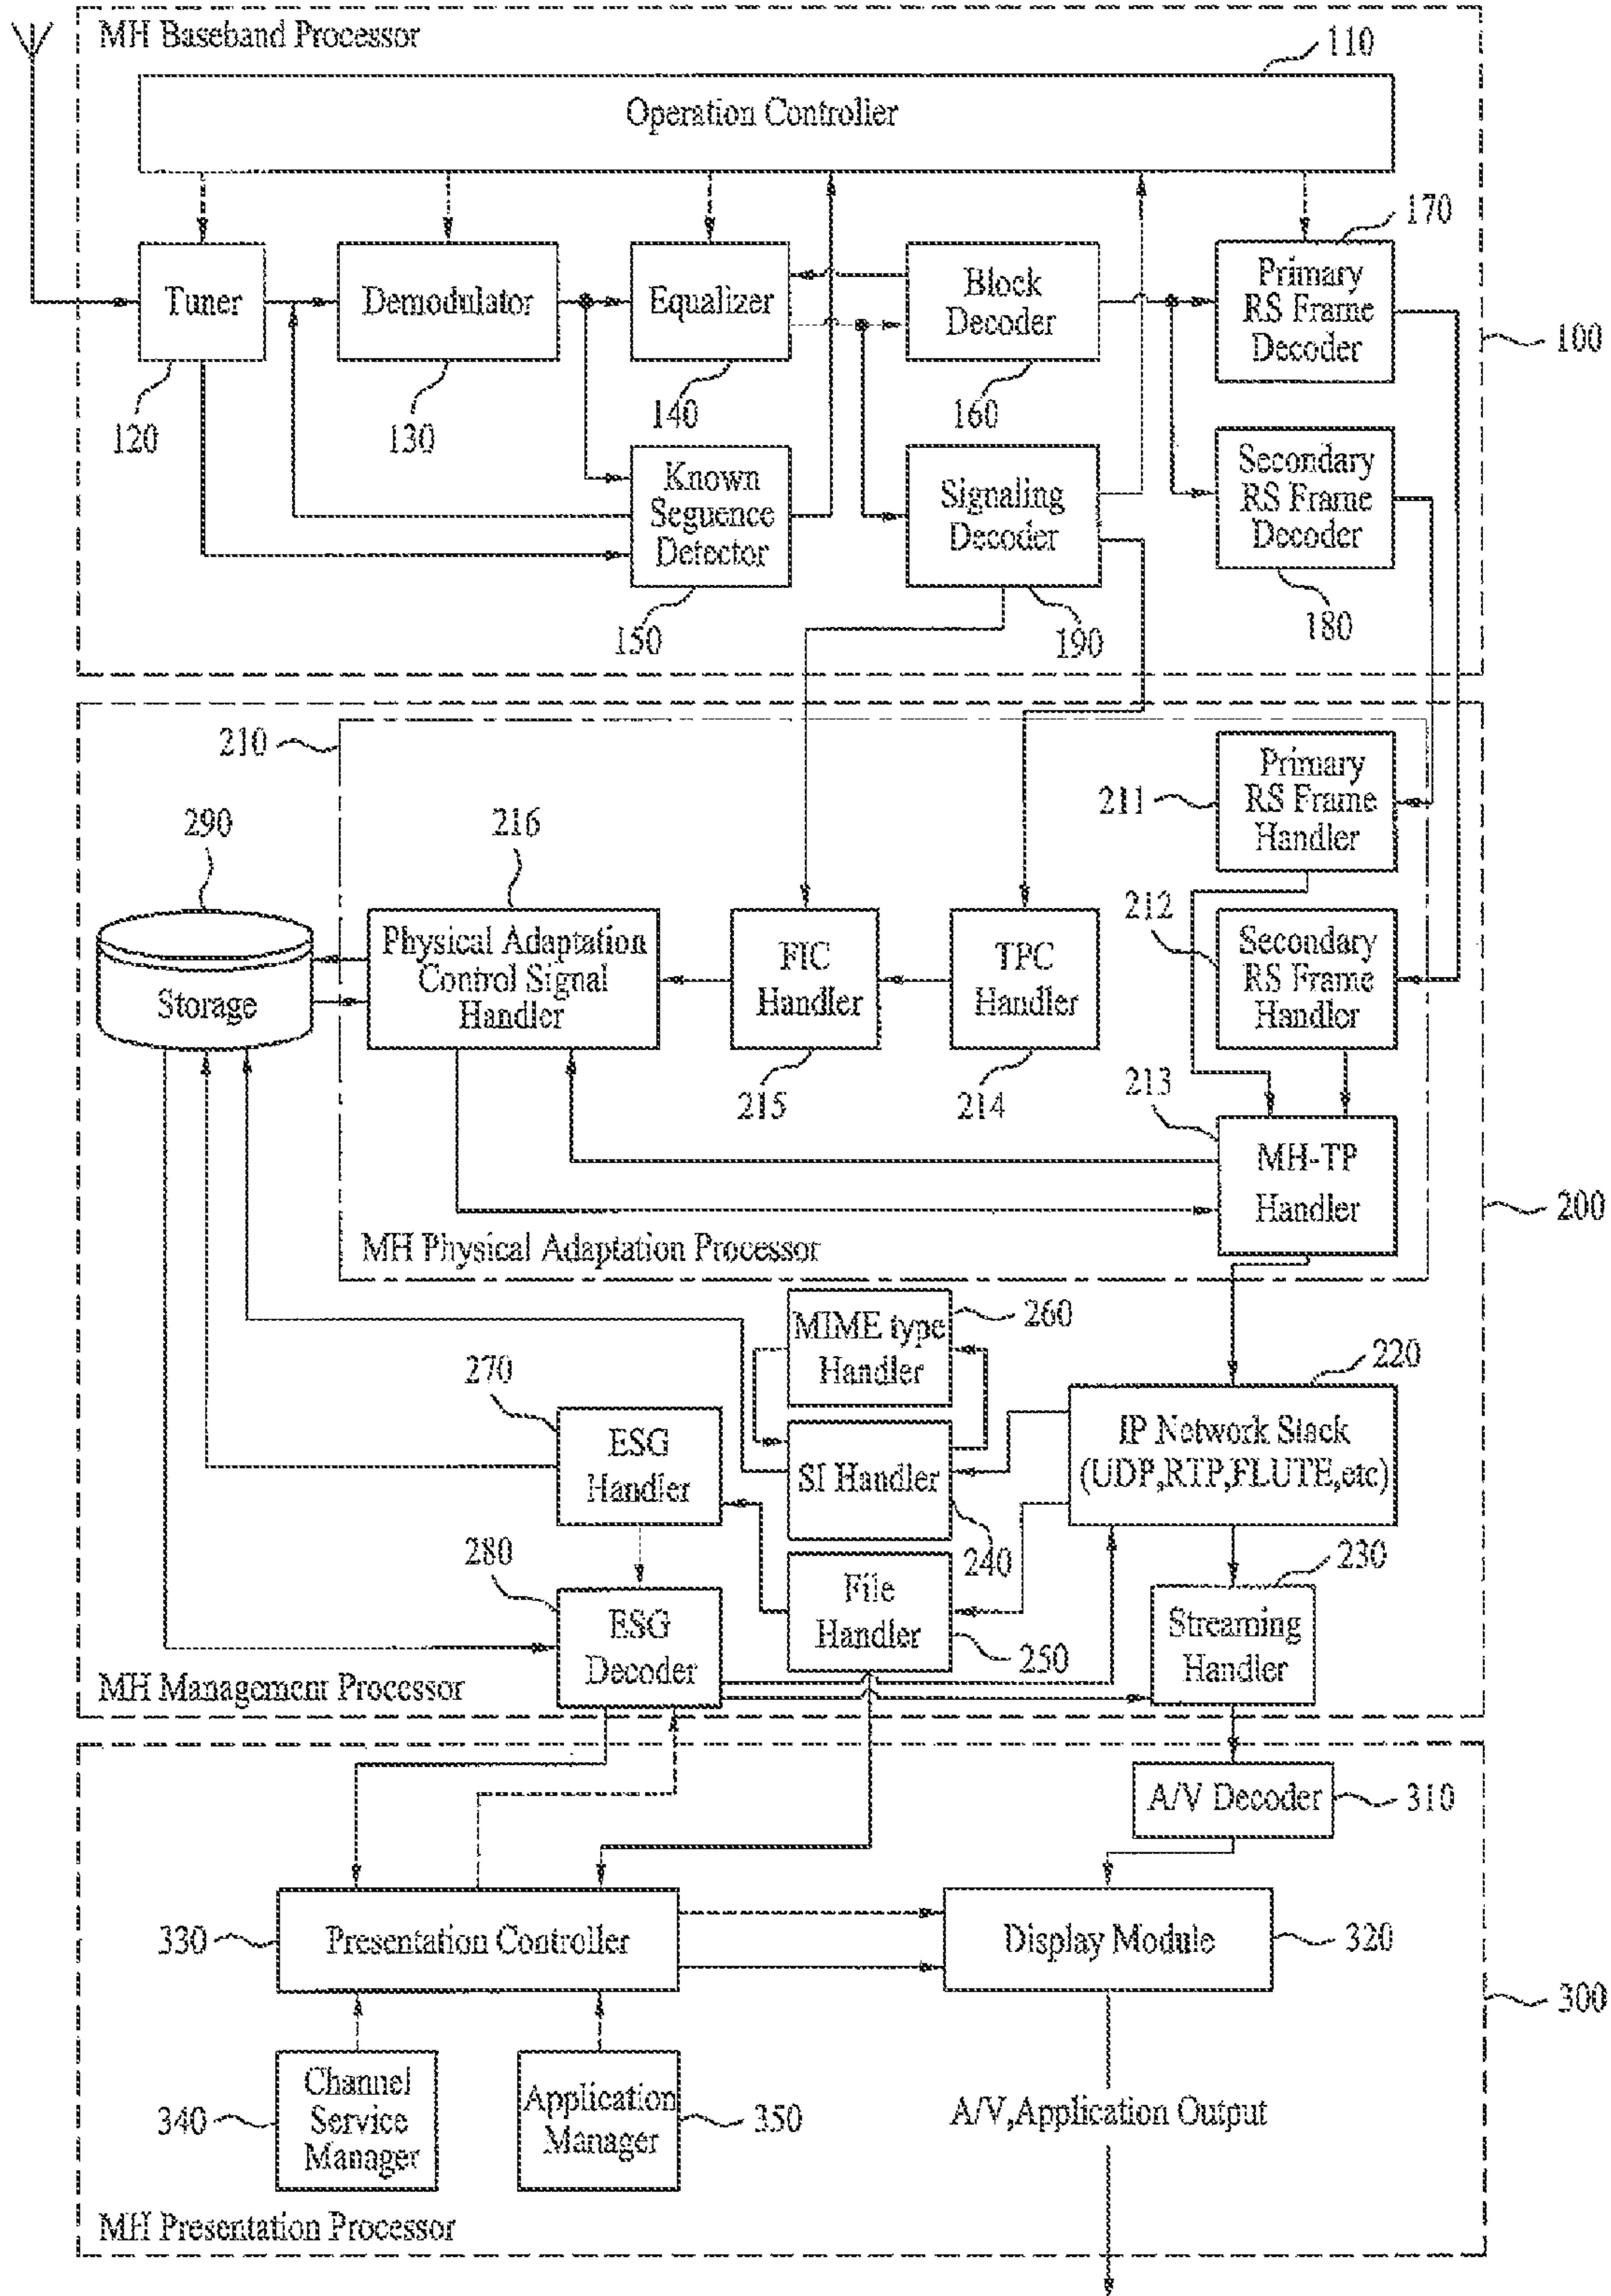 MH Baseband Processor
110
Operation Controller
170
Tuner
Demodulator
Equalizer
Block
Decoder
Primary
RS Frame
Decoder
100
120
130
140
160
Known
Seguence
Detector
Signaling
Decoder
Secondary
RS Frame
Decoder
150
190
180
210
Primary
RS Frame
Handler
211
290
216
212
Storage
Physical Adaptation
Control Signal
Handler
FIC
Handler
TPC
Handler
Secondary
RS Frame
Handler
215
214
213
MH-TP
Handler
200
MH Physical Adaptation Processor
MIME type
Handler
260
270
220
ESG
Handler
SI Handler
IP Network Stack
(UDP,RTP,FLUTE,etc)
280
240
230
ESG
Decoder
File
Handler
250
Streaming
Handler
MH Management Processor
A/V Decoder
310
330
Presentation Controller
Display Module
320
300
340
Channel
Service
Manager
Application
Manager
350
A/V,Application Output
MH Presentation Processor